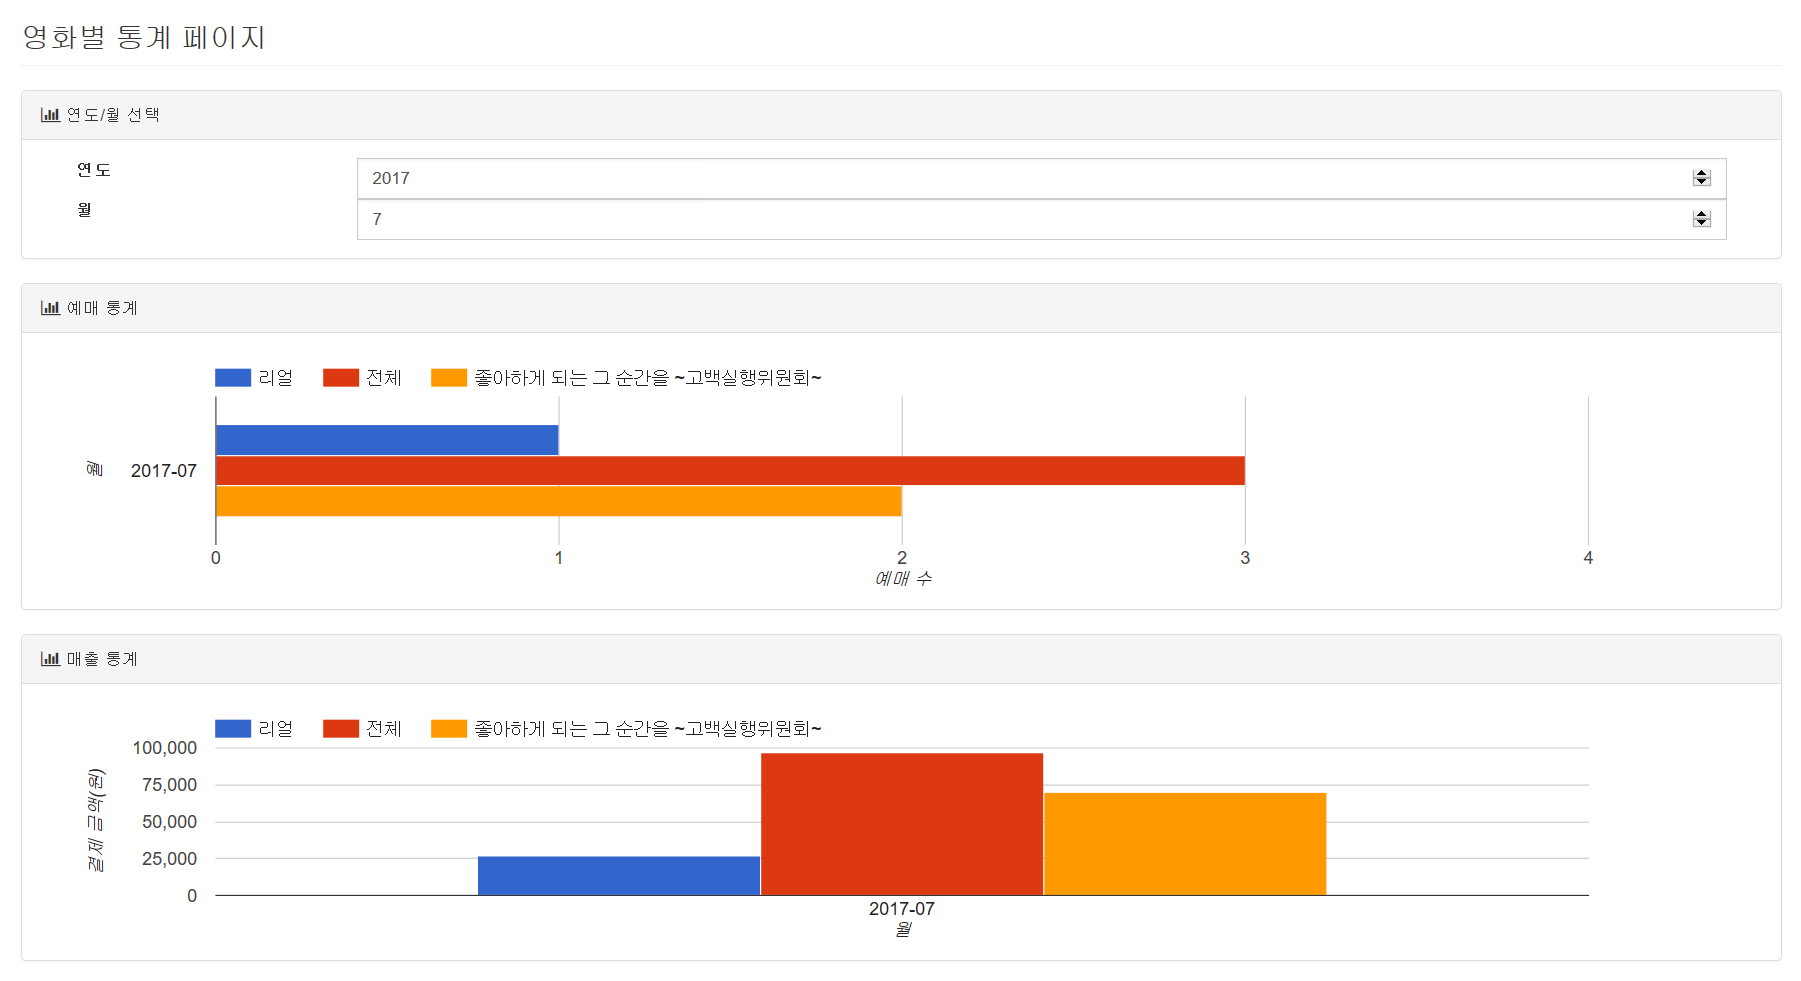 영화별 통계 페이지
연도/월 선택
연도
2017
월
7
예매 통계
리얼 전체 좋아하게 되는 그 순간을 ~고백실행위원회~
월
2017-07
0 1 2 3 4
예매 수
매출 통계
리얼 전체 좋아하게 되는 그 순간을 ~고백실행위원회~
결제 금액(원)
100,000
75,000
50,000
25,000
0
2017-07
월